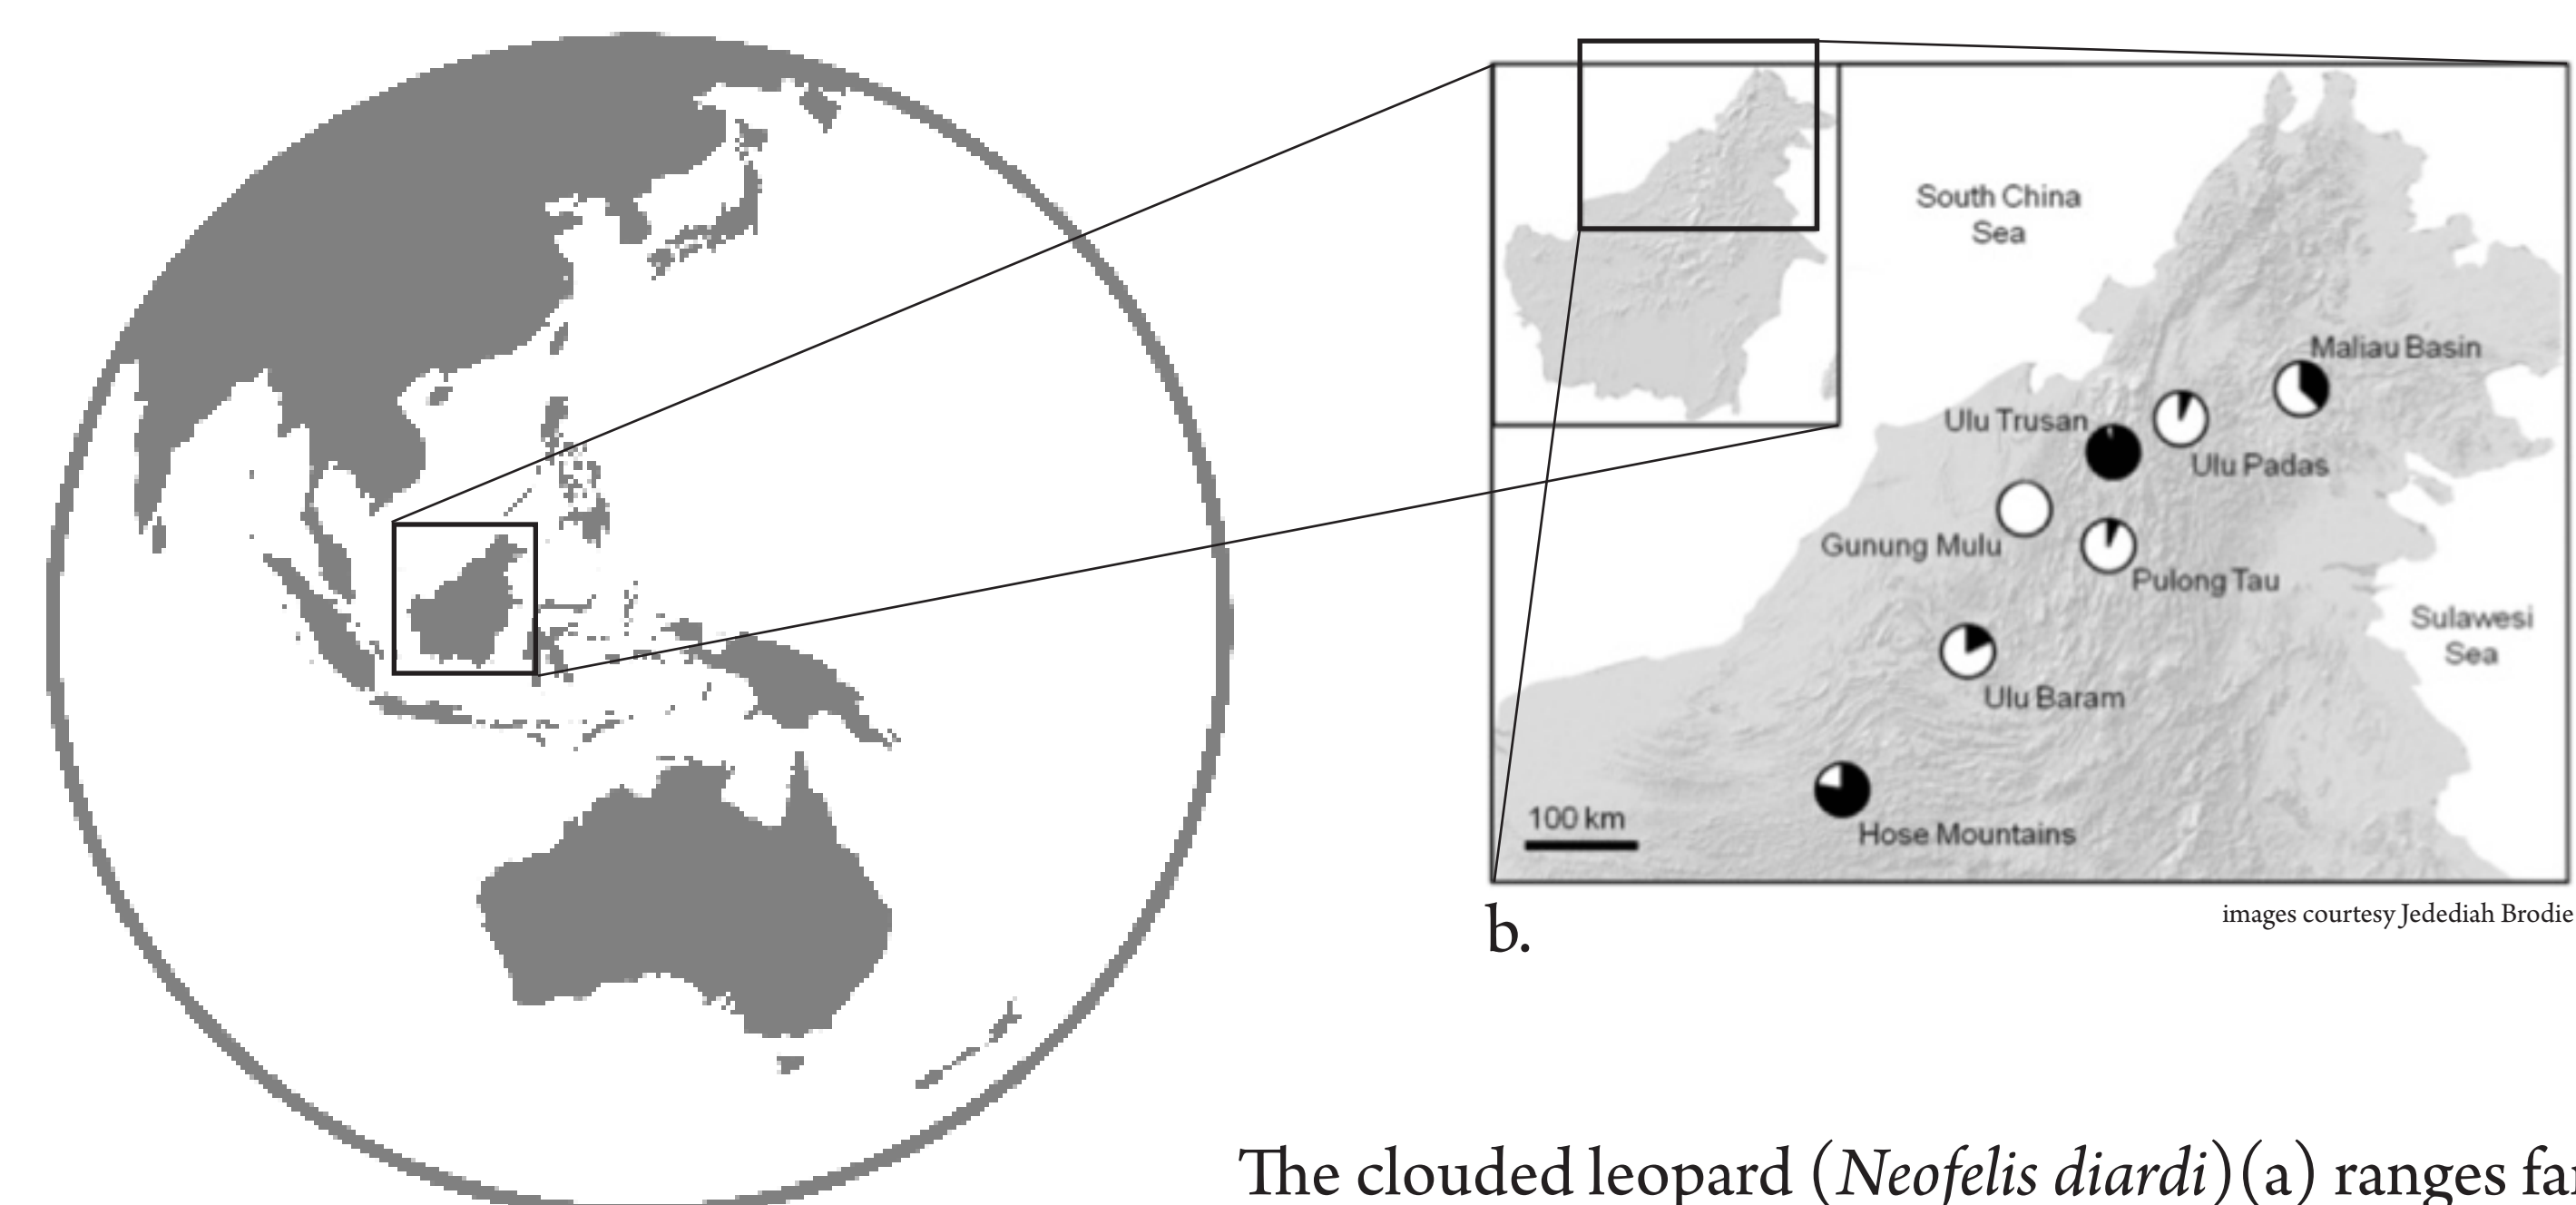 South China
Sea
Maliau Basin
Ulu Trusan
Ulu Padas
Gunung Mulu
Pulong Tau
Sulawesi
Sea
Ulu Baram
100 km
Hose Mountains
images courtesy Jedediah Brodie
b.
The clouded leopard (Neofelis diardi)(a) ranges far